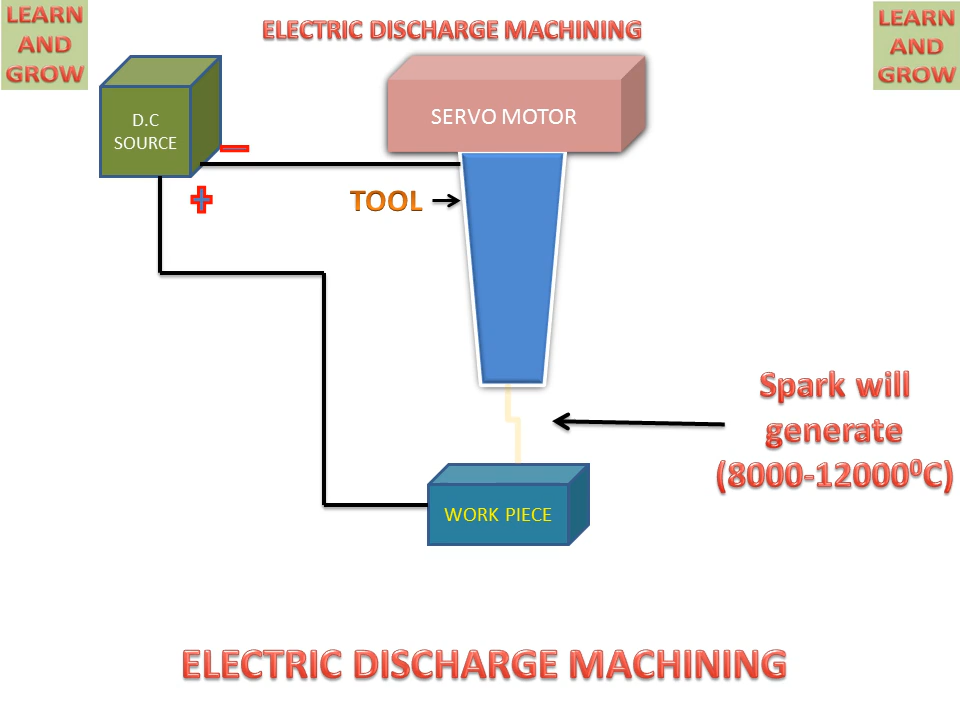 LEARN
AND
GROW
ELECTRIC DISCHARGE MACHINING
LEARN
AND
GROW
D.C
SOURCE
SERVO MOTOR
−
+
TOOL
Spark will
generate
(8000-12000⁰C)
WORK PIECE
ELECTRIC DISCHARGE MACHINING